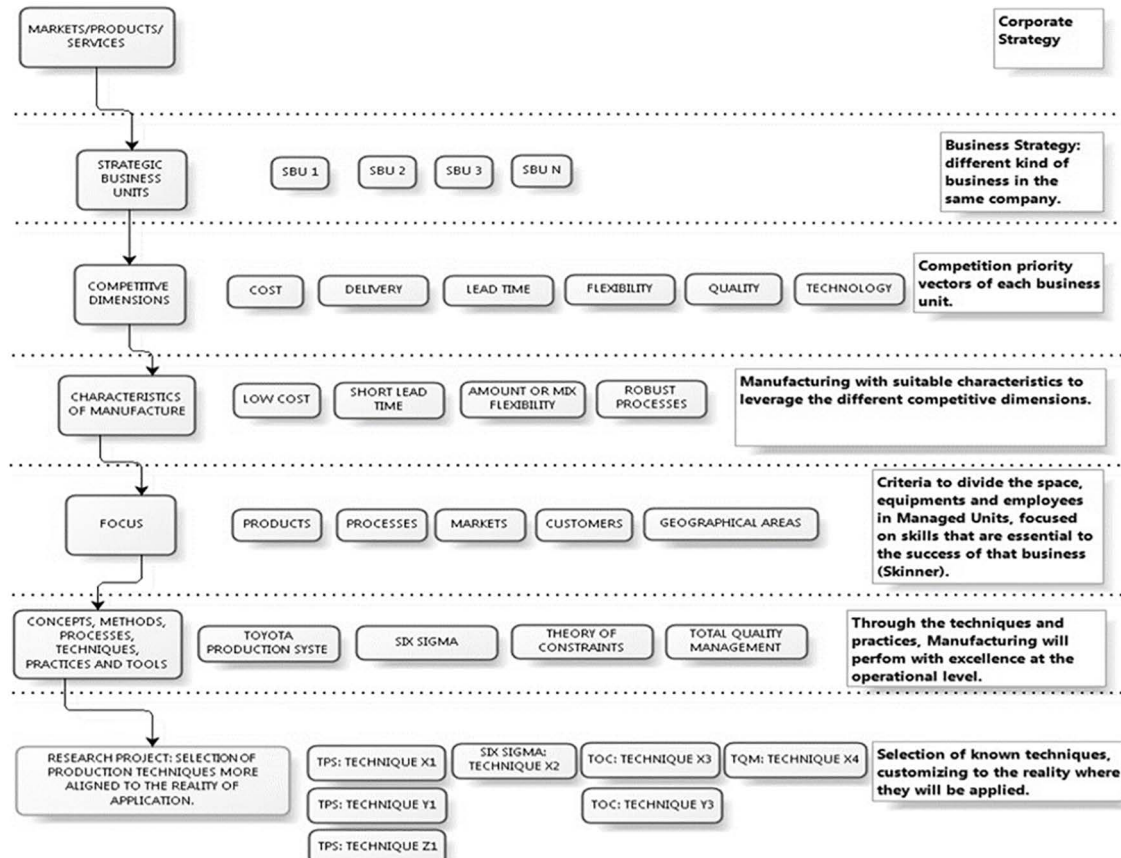 MARKETS/PRODUCTS/
SERVICES
Corporate
Strategy
STRATEGIC
BUSINESS
UNITS
SBU 1
SBU 2
SBU 3
SBU N
Business Strategy:
different kind of
business in the
same company.
COMPETITIVE
DIMENSIONS
COST
DELIVERY
LEAD TIME
FLEXIBILITY
QUALITY
TECHNOLOGY
Competition priority
vectors of each business
unit.
CHARACTERISTICS
OF MANUFACTURE
LOW COST
SHORT LEAD
TIME
AMOUNT OR MIX
FLEXIBILITY
ROBUST
PROCESSES
Manufacturing with suitable characteristics to
leverage the different competitive dimensions.
FOCUS
PRODUCTS
PROCESSES
MARKETS
CUSTOMERS
GEOGRAPHICAL AREAS
Criteria to divide the space,
equipments and employees
in Managed Units, focused
on skills that are essential to
the success of that business
(Skinner).
CONCEPTS, METHODS,
PROCESSES,
TECHNIQUES,
PRACTICES AND TOOLS
TOYOTA
PRODUCTION SYSTE
SIX SIGMA
THEORY OF
CONSTRAINTS
TOTAL QUALITY
MANAGEMENT
Through the techniques and
practices, Manufacturing will
perfom with excellence at the
operational level.
RESEARCH PROJECT: SELECTION OF
PRODUCTION TECHNIQUES MORE
ALIGNED TO THE REALITY OF
APPLICATION.
TPS: TECHNIQUE X1
SIX SIGMA:
TECHNIQUE X2
TOC: TECHNIQUE X3
TQM: TECHNIQUE X4
TPS: TECHNIQUE Y1
TOC: TECHNIQUE Y3
TPS: TECHNIQUE Z1
Selection of known techniques,
customizing to the reality where
they will be applied.